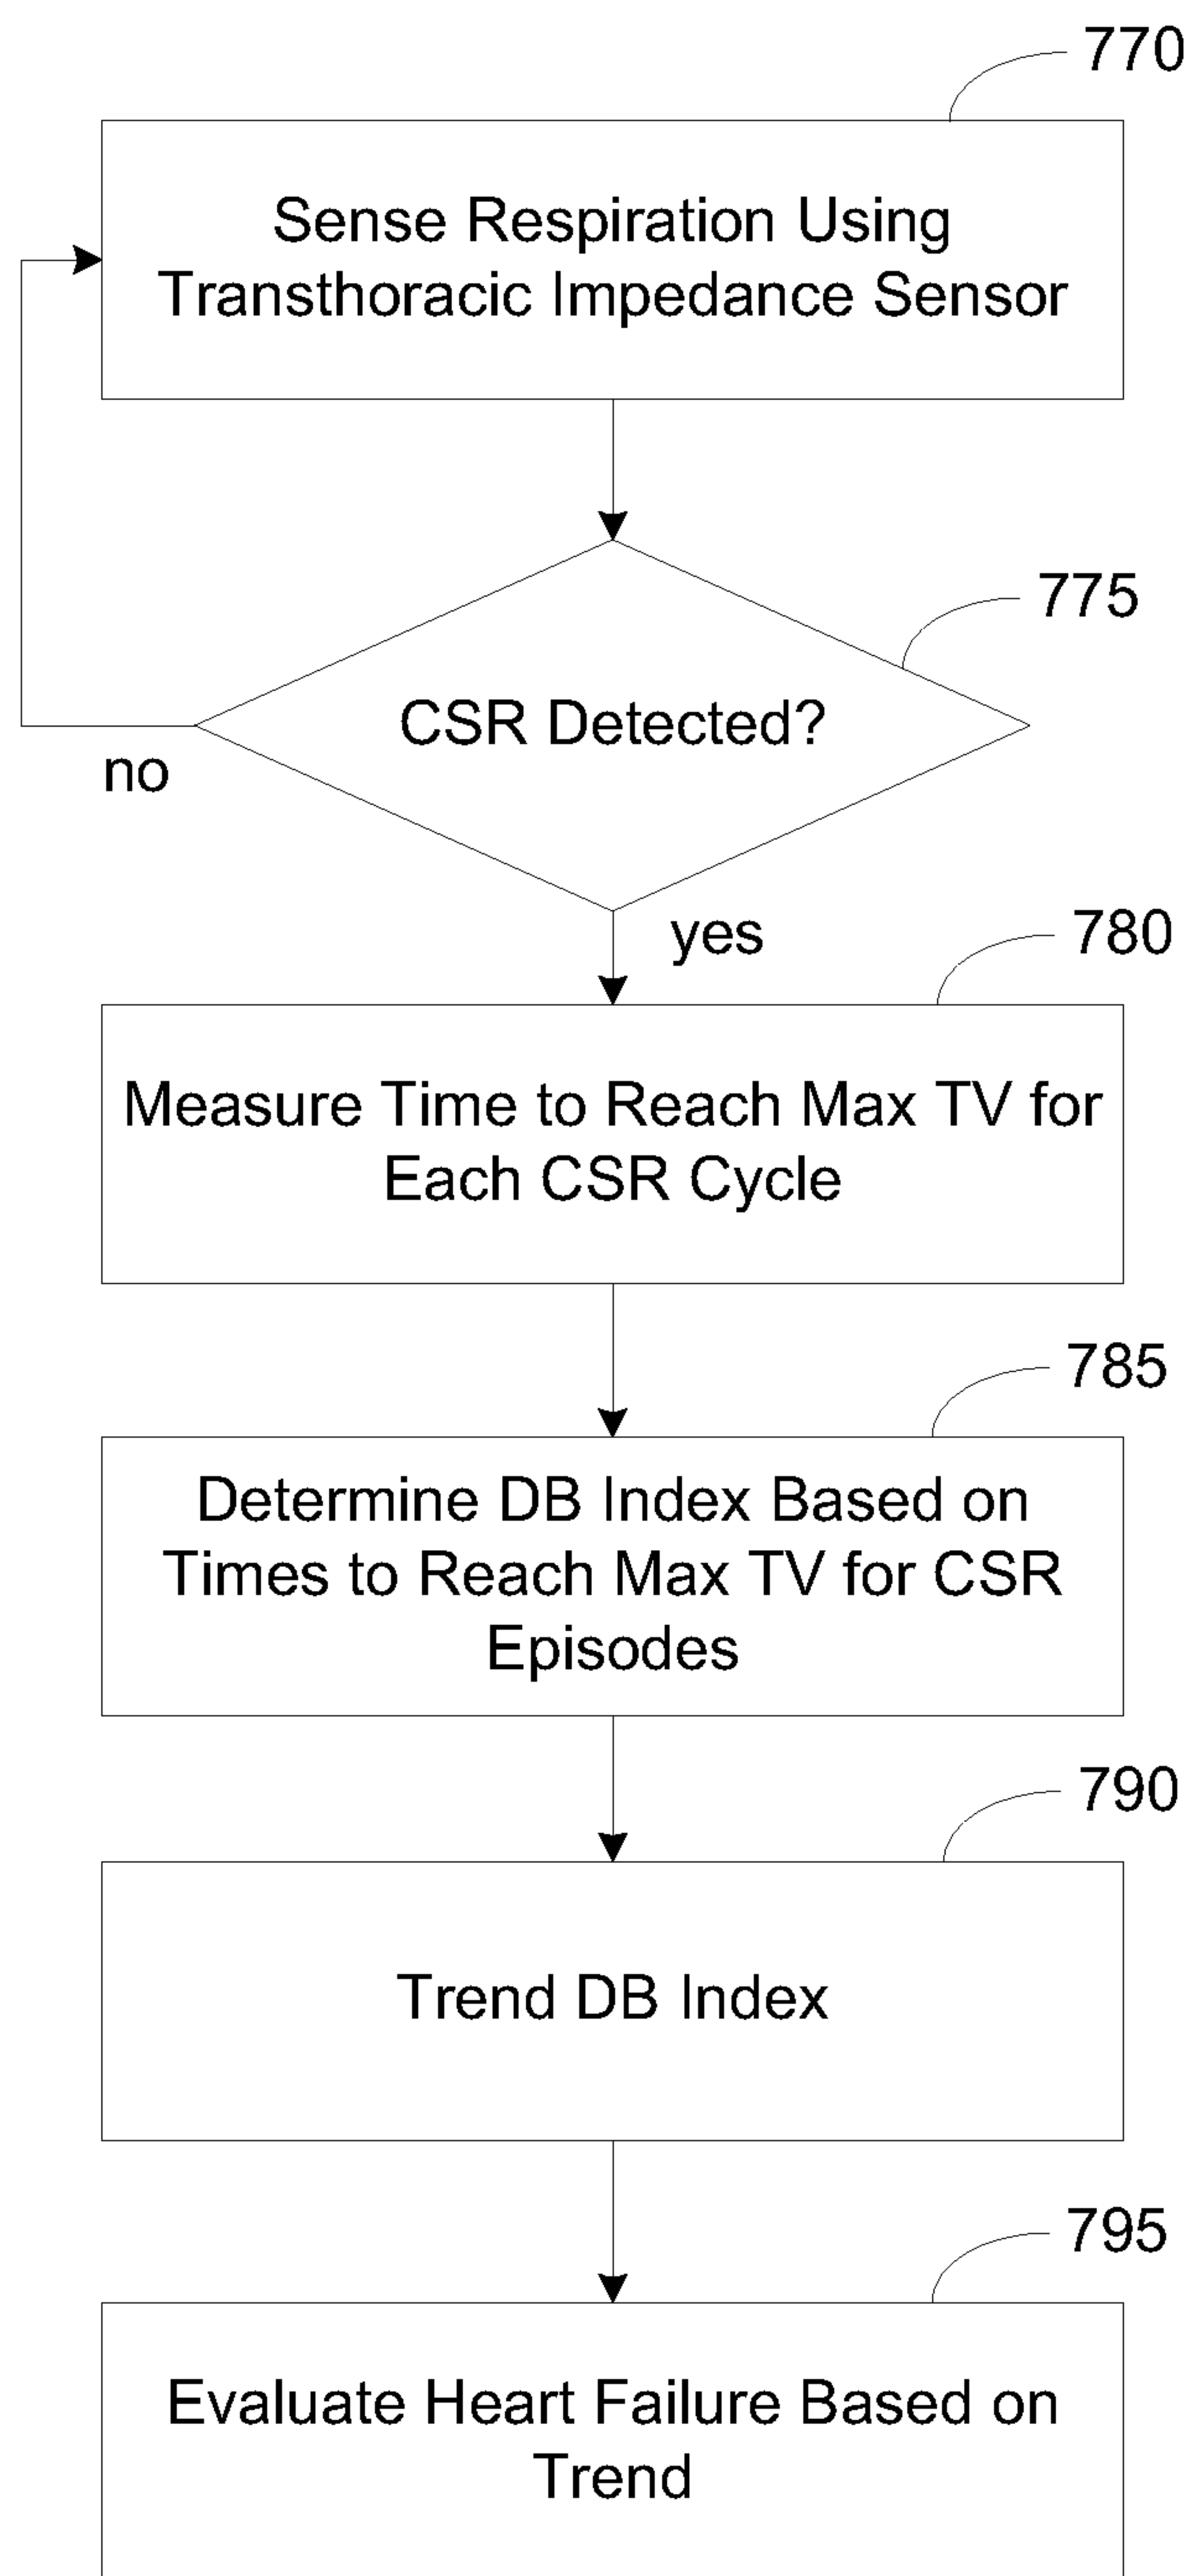 770
Sense Respiration Using
Transthoracic Impedance Sensor
775
CSR Detected?
no
yes
780
Measure Time to Reach Max TV for
Each CSR Cycle
785
Determine DB Index Based on
Times to Reach Max TV for CSR
Episodes
790
Trend DB Index
795
Evaluate Heart Failure Based on
Trend